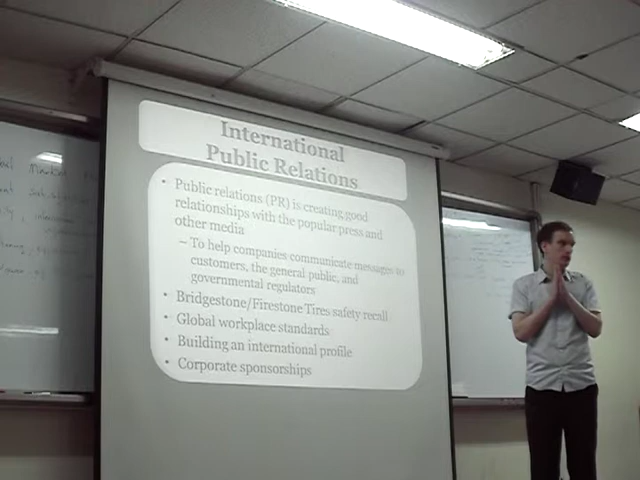 International
Public Relations
• Public relations (PR) is creating good
relationships with the popular press and
other media
– To help companies communicate messages to
customers, the general public, and
governmental regulators
• Bridgestone/Firestone Tires safety recall
• Global workplace standards
• Building an international profile
• Corporate sponsorships